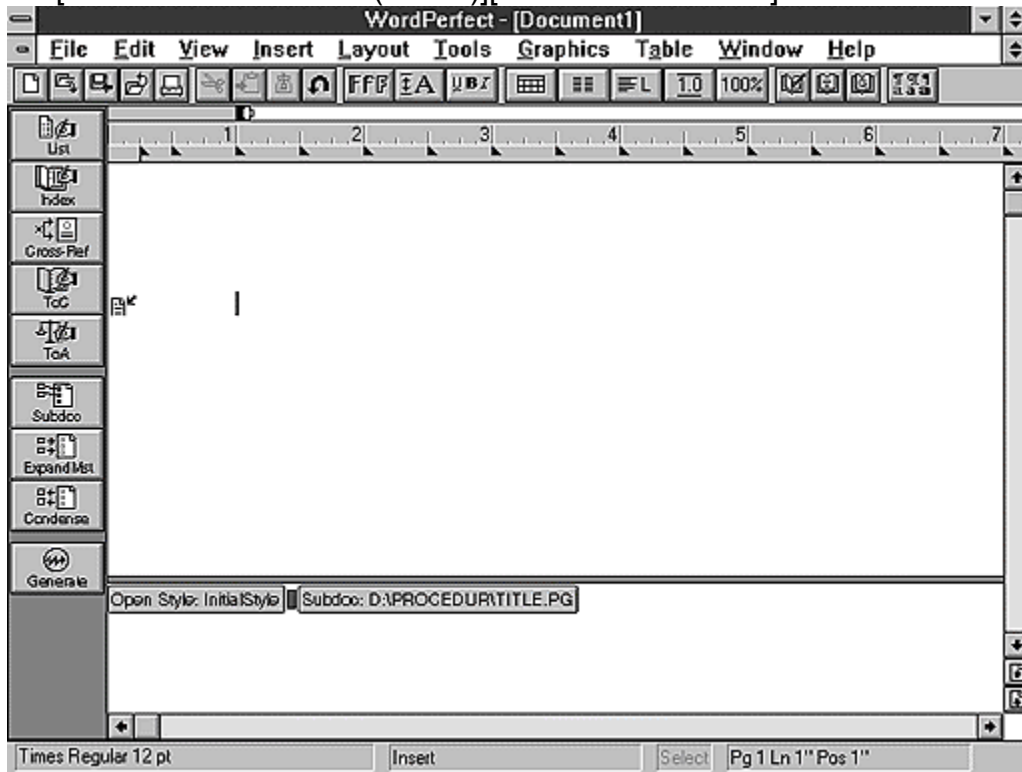 WordPerfect - [Document1]
File Edit View Insert Layout Tools Graphics Table Window Help
100%
1.0
1 2 3 4 5 6 7
List
Index
Cross-Ref
ToC
ToA
Subdoc
Expand Mst
Condense
Generate
Open Style: InitialStyle Subdoc: D:\PROCEDUR\TITLE.PG
Times Regular 12 pt Insert Select Pg 1 Ln 1" Pos 1"